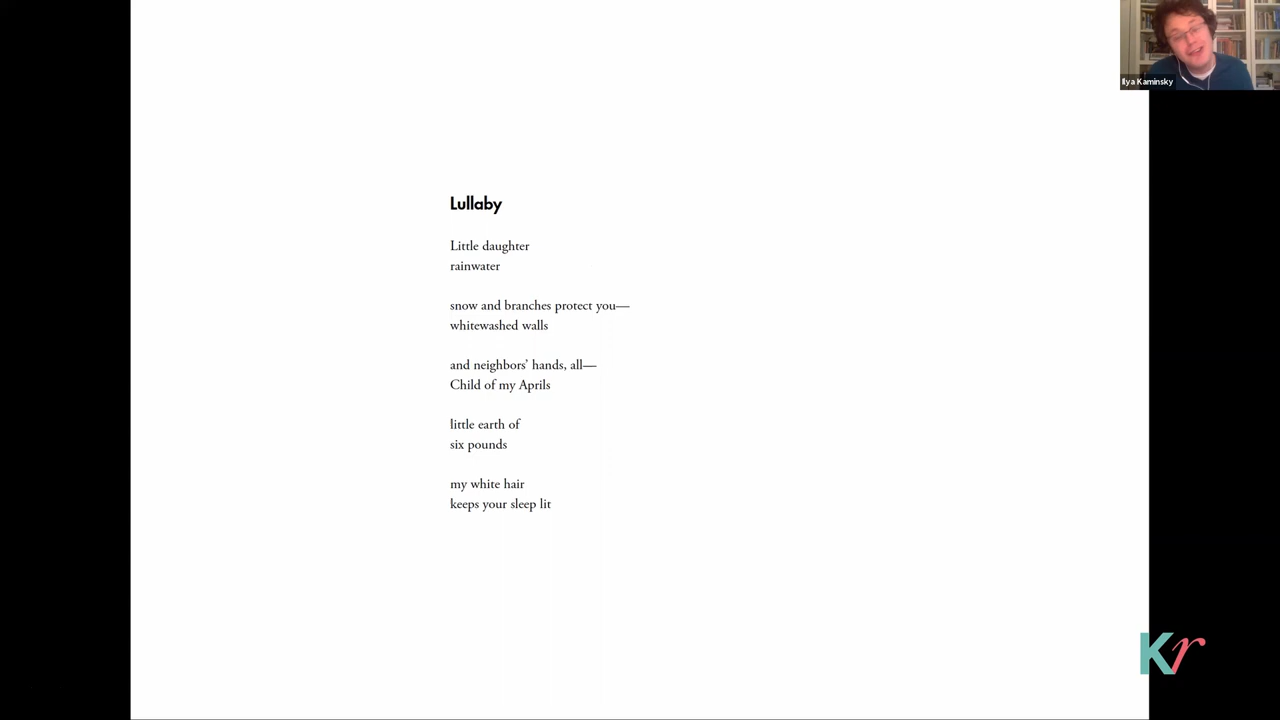 Ilya Kaminsky
Lullaby
Little daughter
rainwater
snow and branches protect you—
whitewashed walls
and neighbors’ hands, all—
Child of my Aprils
little earth of
six pounds
my white hair
keeps your sleep lit
Kr